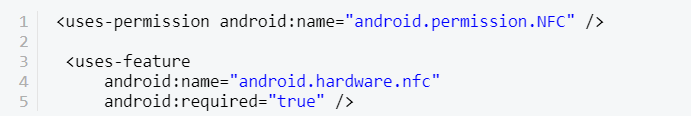 1 <uses-permission android:name="android.permission.NFC" />
2
3 <uses-feature
4 android:name="android.hardware.nfc"
5 android:required="true" />